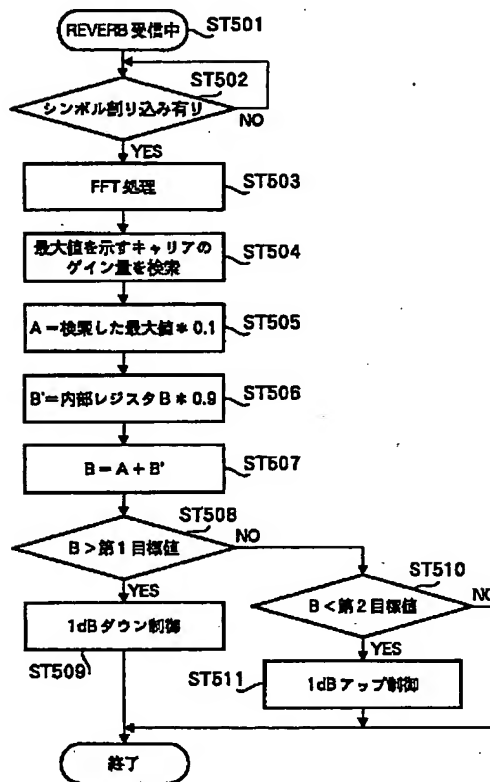 REVERB受信中
ST501
ST502
シンボル割り込み有り
NO
YES
FFT処理
ST503
最大値を示すキャリアの
ゲイン量を検索
ST504
A=検索した最大値*0.1
ST505
B'=内部レジスタB*0.9
ST506
B=A+B'
ST507
ST508
B>第1目標値
NO
YES
ST510
B<第2目標値
NO
YES
1dBダウン制御
ST509
ST511
1dBアップ制御
終了